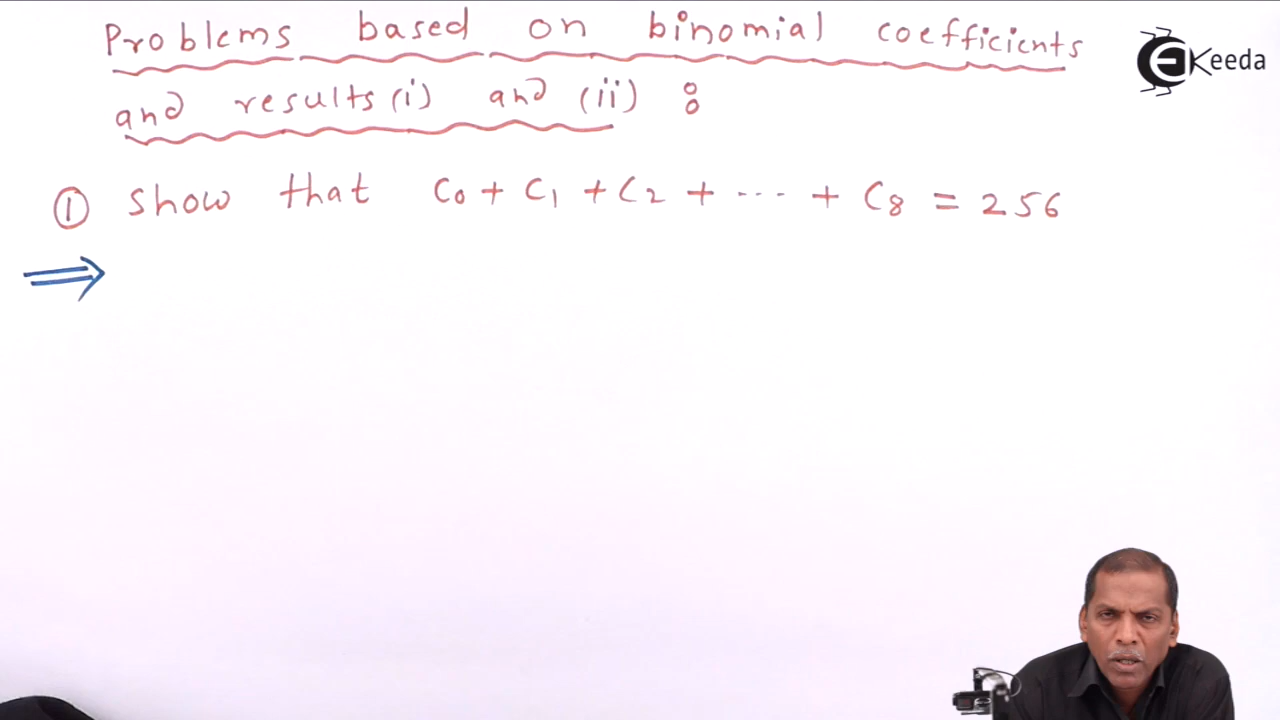 Problems based on binomial coefficients
and results (i) and (ii) :
① Show that C₀ + C₁ + C₂ + --- + C₈ = 256
⇒
EKeeda